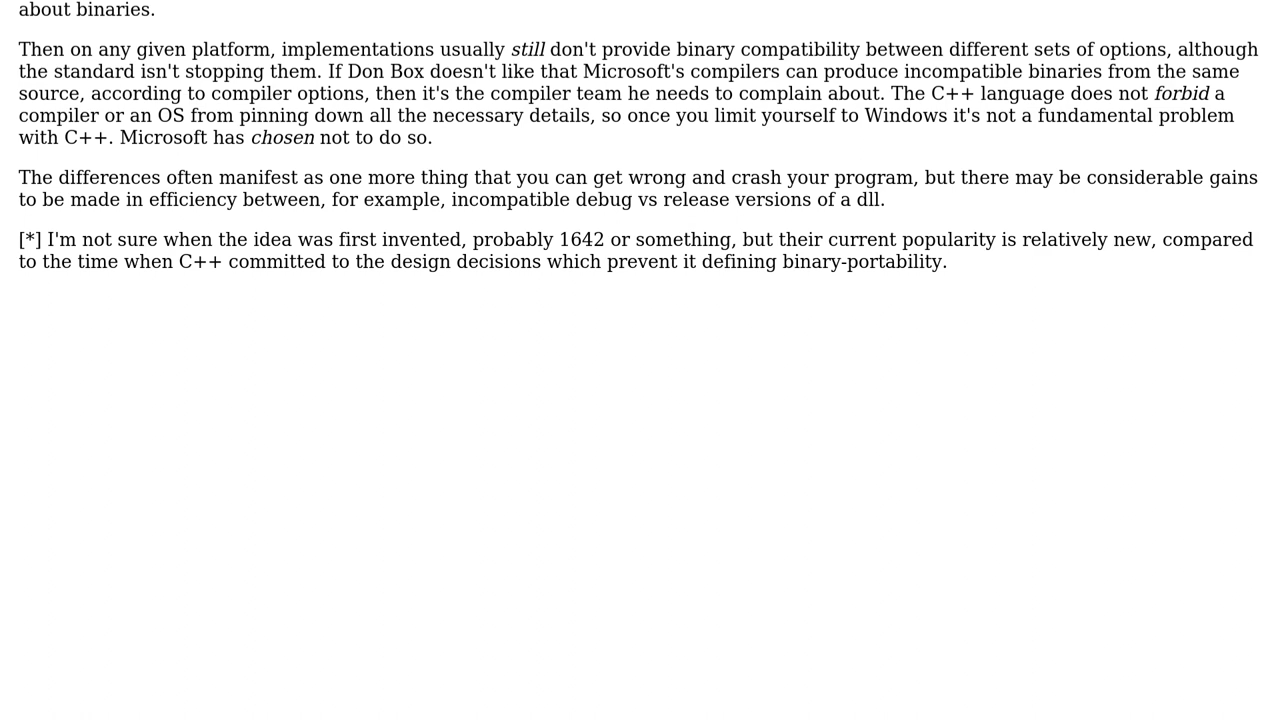 about binaries.
Then on any given platform, implementations usually still don't provide binary compatibility between different sets of options, although
the standard isn't stopping them. If Don Box doesn't like that Microsoft's compilers can produce incompatible binaries from the same
source, according to compiler options, then it's the compiler team he needs to complain about. The C++ language does not forbid a
compiler or an OS from pinning down all the necessary details, so once you limit yourself to Windows it's not a fundamental problem
with C++. Microsoft has chosen not to do so.
The differences often manifest as one more thing that you can get wrong and crash your program, but there may be considerable gains
to be made in efficiency between, for example, incompatible debug vs release versions of a dll.
[*] I'm not sure when the idea was first invented, probably 1642 or something, but their current popularity is relatively new, compared
to the time when C++ committed to the design decisions which prevent it defining binary-portability.